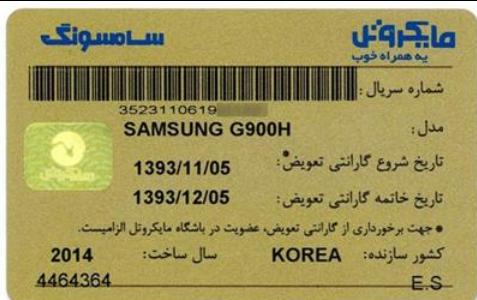 مایکروتل
یه همراه خوب
سامسونگ
شماره سریال:
3523110619
مدل: SAMSUNG G900H
تاریخ شروع گارانتی تعویض*: 1393/11/05
تاریخ خاتمه گارانتی تعویض: 1393/12/05
* جهت برخورداری از گارانتی تعویض، عضویت در باشگاه مایکروتل الزامیست.
کشور سازنده: KOREA سال ساخت: 2014
4464364 E.S